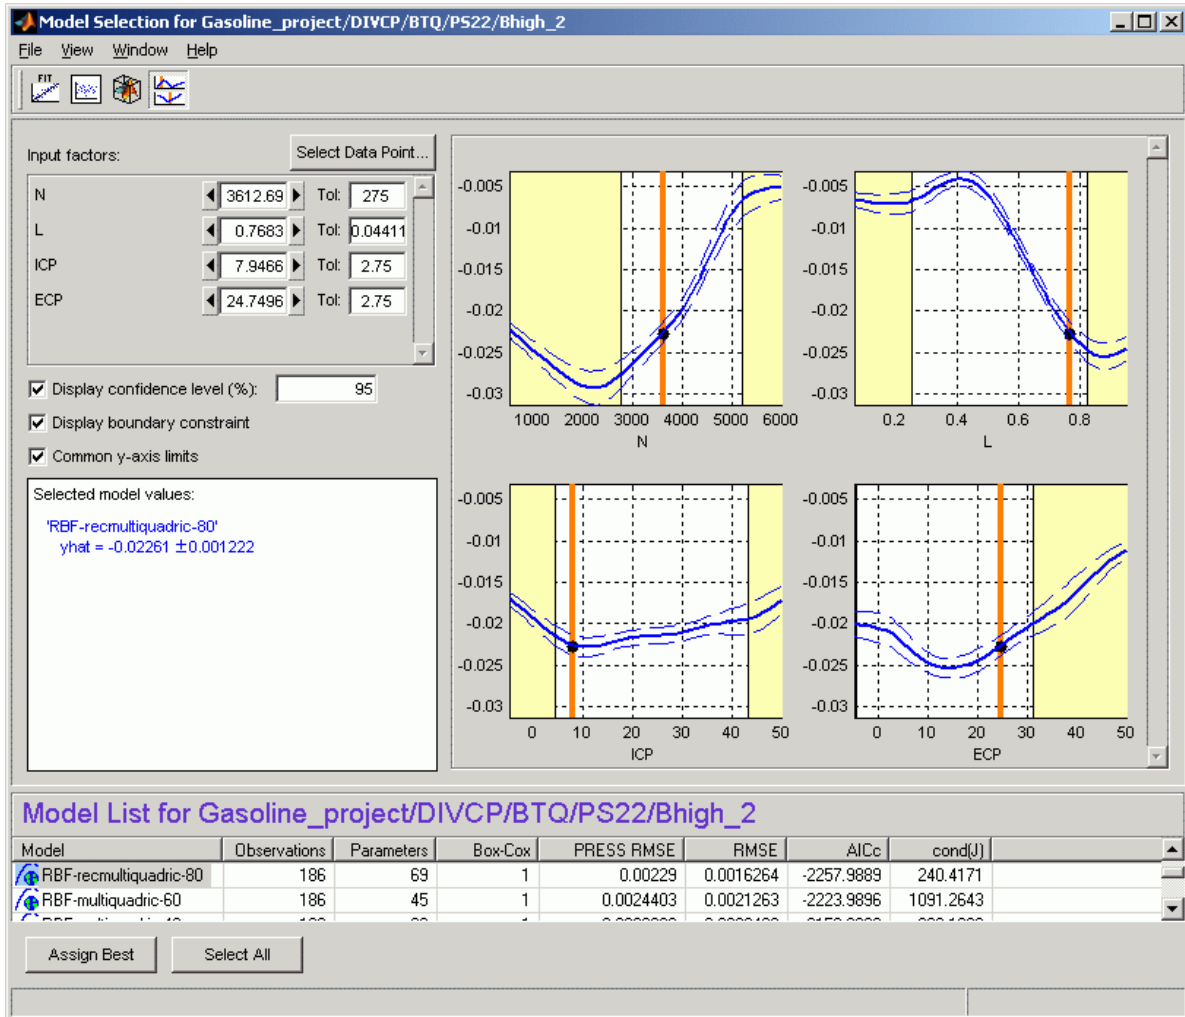 Model Selection for Gasoline_project/DIVCP/BTQ/PS22/Bhigh_2
File View Window Help
FIT
Input factors:
Select Data Point...
N 3612.69 Tol: 275
L 0.7683 Tol: 0.04411
ICP 7.9466 Tol: 2.75
ECP 24.7496 Tol: 2.75
Display confidence level (%): 95
Display boundary constraint
Common y-axis limits
Selected model values:
'RBF-recmultiquadric-80'
yhat = -0.02261 ±0.001222
-0.005
-0.01
-0.015
-0.02
-0.025
-0.03
1000 2000 3000 4000 5000 6000
N
-0.005
-0.01
-0.015
-0.02
-0.025
-0.03
0.2 0.4 0.6 0.8
L
-0.005
-0.01
-0.015
-0.02
-0.025
-0.03
0 10 20 30 40 50
ICP
-0.005
-0.01
-0.015
-0.02
-0.025
-0.03
0 10 20 30 40 50
ECP
Model List for Gasoline_project/DIVCP/BTQ/PS22/Bhigh_2
Model Observations Parameters Box-Cox PRESS RMSE RMSE AICc cond(J)
RBF-recmultiquadric-80 186 69 1 0.00229 0.0016264 -2257.9889 240.4171
RBF-multiquadric-60 186 45 1 0.0024403 0.0021263 -2223.9896 1091.2643
Assign Best Select All